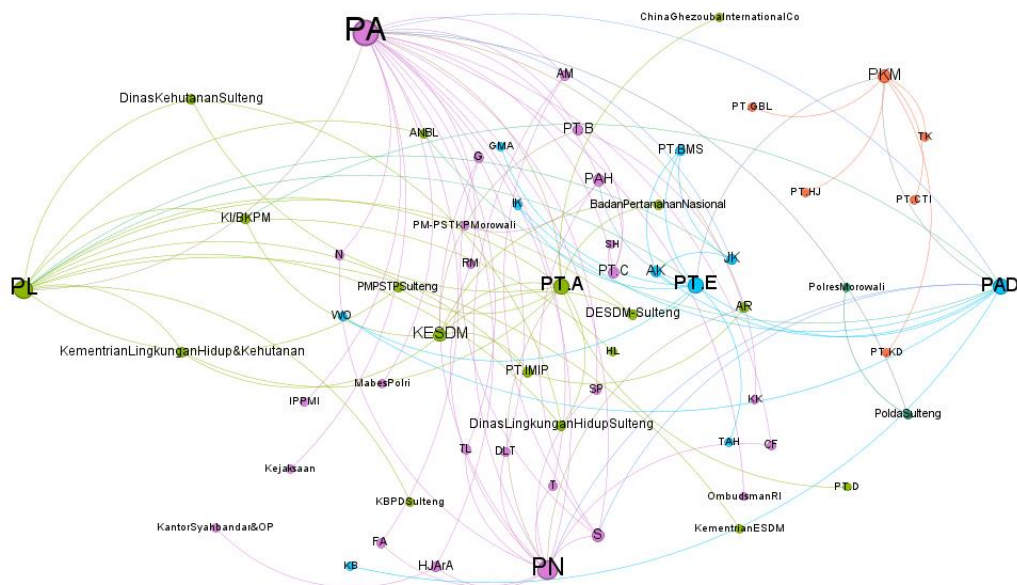 ChinaGhezoubaInternationalCo
PA
AM
PKM
DinasKehutananSulteng
PT.GBL
ANBL
PT.B
TK
GMA
PT.BMS
G
PAH
PT.HJ
PT.CTI
IK
BadanPertanahanNasional
KI/BKPM
PM-PSTKPMorowali
SH
N
RM
PT.C
AK
JK
PL
PMPSTPSulteng
PT.A
PT.E
PolresMorowali
PAD
WO
DESDM-Sulteng
AR
KESDM
KementrianLingkunganHidup&Kehutanan
HL
PT.KD
PT.IMIP
MabesPolri
SP
IPPMI
KK
PoldaSulteng
DinasLingkunganHidupSulteng
TL
DLT
TAH
CF
Kejaksaan
T
PT.D
OmbudsmanRI
KBPDSulteng
KantorSyahbandar&OP
KementrianESDM
S
FA
KB
HJArA
PN